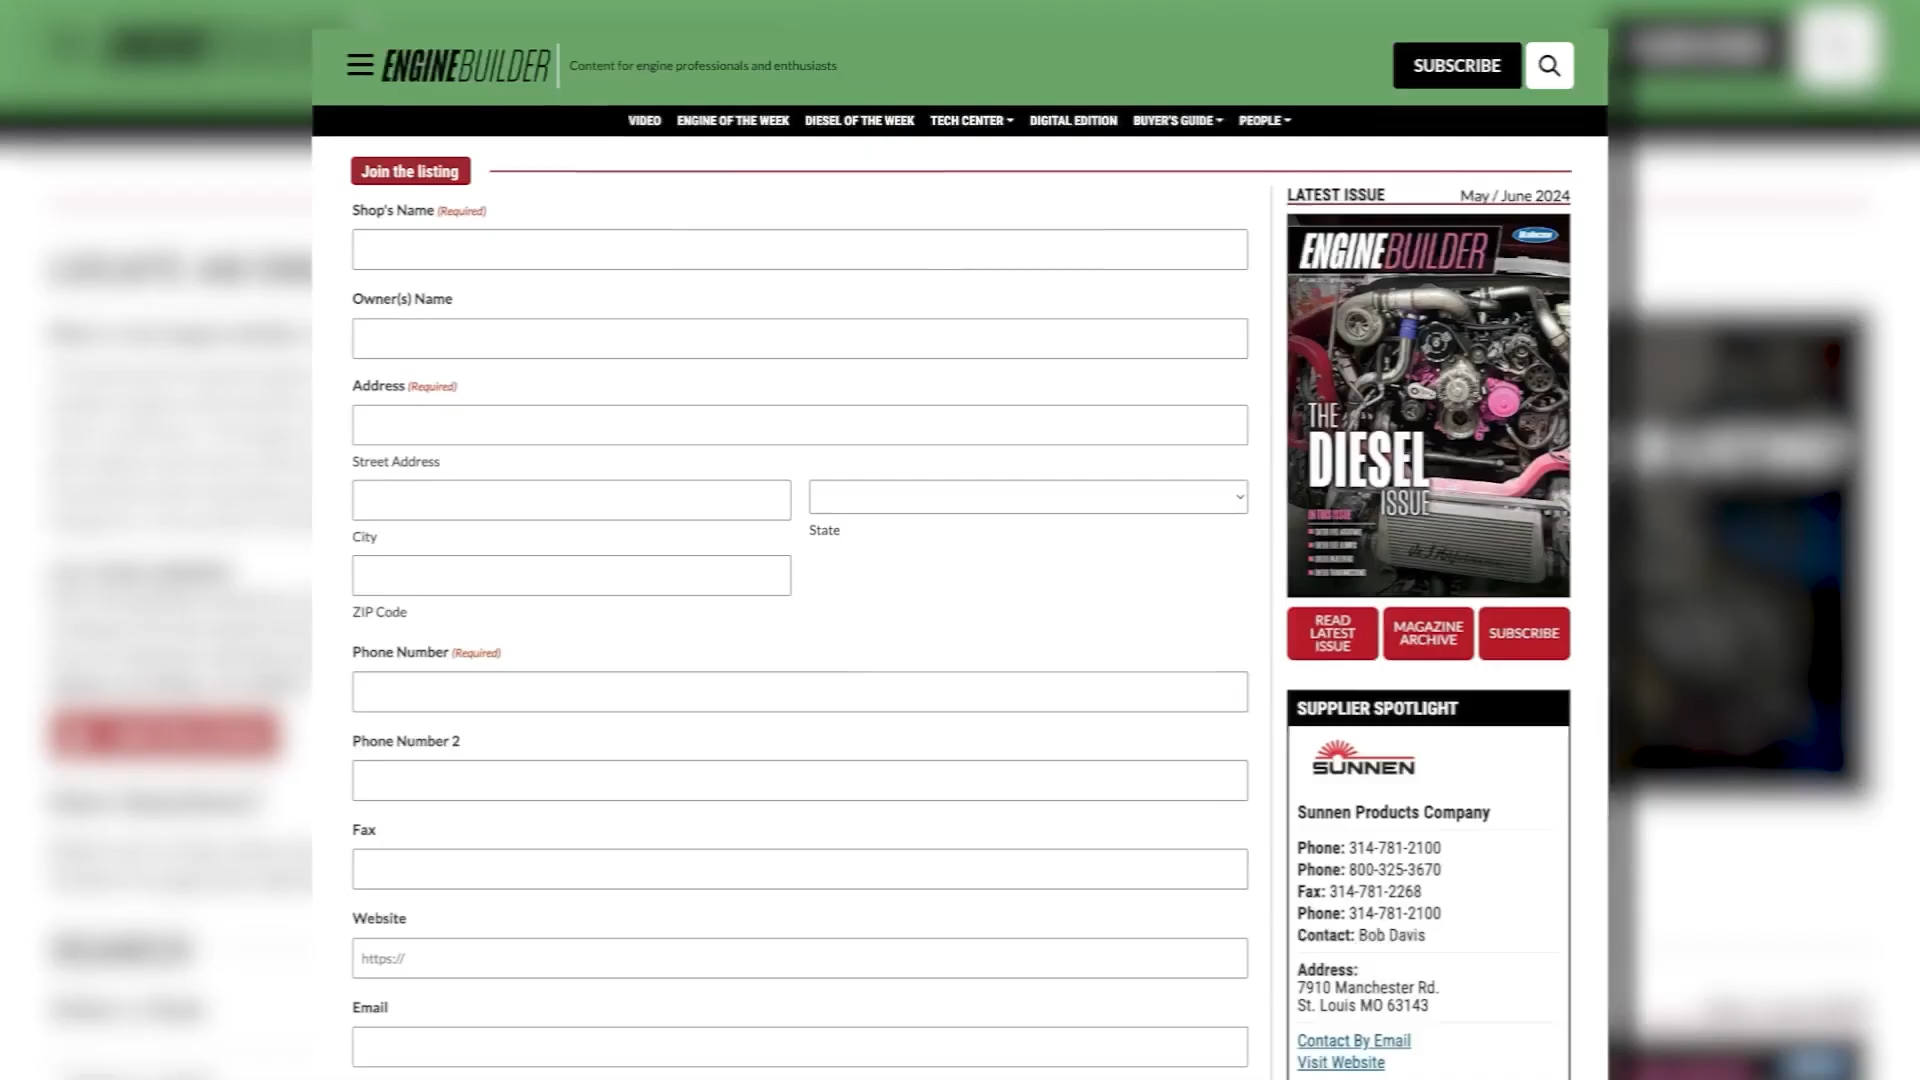 ENGINEBUILDER
Content for engine professionals and enthusiasts
SUBSCRIBE
VIDEO ENGINE OF THE WEEK DIESEL OF THE WEEK TECH CENTER DIGITAL EDITION BUYER'S GUIDE PEOPLE
Join the listing
Shop's Name (Required)
Owner(s) Name
Address (Required)
Street Address
City
State
ZIP Code
Phone Number (Required)
Phone Number 2
Fax
Website
https://
Email
LATEST ISSUE May / June 2024
ENGINEBUILDER
THE
DIESEL
ISSUE
IN THIS ISSUE
READ LATEST ISSUE
MAGAZINE ARCHIVE
SUBSCRIBE
SUPPLIER SPOTLIGHT
SUNNEN
Sunnen Products Company
Phone: 314-781-2100
Phone: 800-325-3670
Fax: 314-781-2268
Phone: 314-781-2100
Contact: Bob Davis
Address:
7910 Manchester Rd.
St. Louis MO 63143
Contact By Email
Visit Website